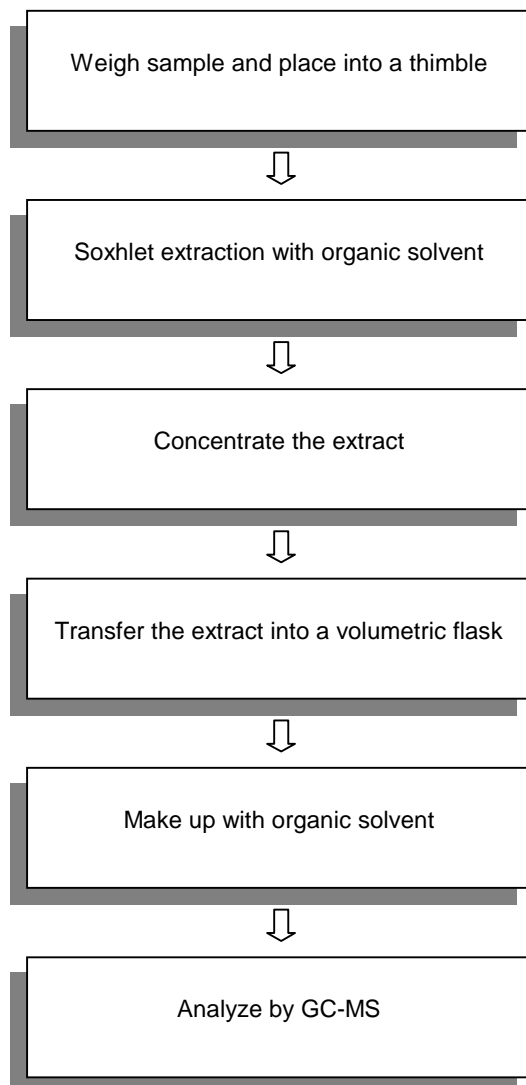 Weigh sample and place into a thimble
Soxhlet extraction with organic solvent
Concentrate the extract
Transfer the extract into a volumetric flask
Make up with organic solvent
Analyze by GC-MS